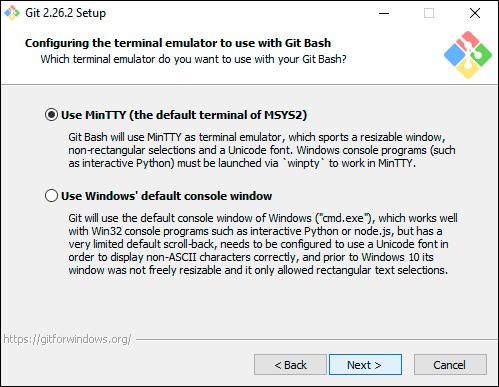 Git 2.26.2 Setup
Configuring the terminal emulator to use with Git Bash
Which terminal emulator do you want to use with your Git Bash?
Use MinTTY (the default terminal of MSYS2)
Git Bash will use MinTTY as terminal emulator, which sports a resizable window,
non-rectangular selections and a Unicode font. Windows console programs (such
as interactive Python) must be launched via `winpty` to work in MinTTY.
Use Windows' default console window
Git will use the default console window of Windows ("cmd.exe"), which works well
with Win32 console programs such as interactive Python or node.js, but has a
very limited default scroll-back, needs to be configured to use a Unicode font in
order to display non-ASCII characters correctly, and prior to Windows 10 its
window was not freely resizable and it only allowed rectangular text selections.
https://gitforwindows.org/
< Back
Next >
Cancel